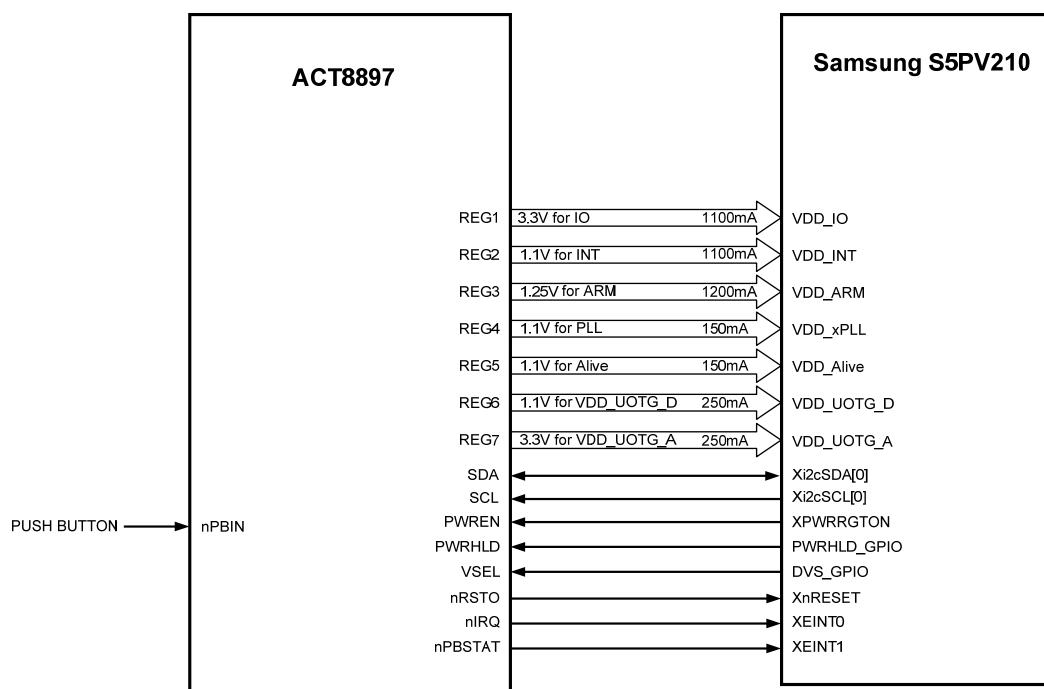 ACT8897
Samsung S5PV210
REG1 3.3V for IO 1100mA VDD_IO
REG2 1.1V for INT 1100mA VDD_INT
REG3 1.25V for ARM 1200mA VDD_ARM
REG4 1.1V for PLL 150mA VDD_xPLL
REG5 1.1V for Alive 150mA VDD_Alive
REG6 1.1V for VDD_UOTG_D 250mA VDD_UOTG_D
REG7 3.3V for VDD_UOTG_A 250mA VDD_UOTG_A
SDA Xi2cSDA[0]
SCL Xi2cSCL[0]
PUSH BUTTON nPBIN PWREN XPWRRGTON
PWRHLD PWRHLD_GPIO
VSEL DVS_GPIO
nRSTO XnRESET
nIRQ XEINT0
nPBSTAT XEINT1